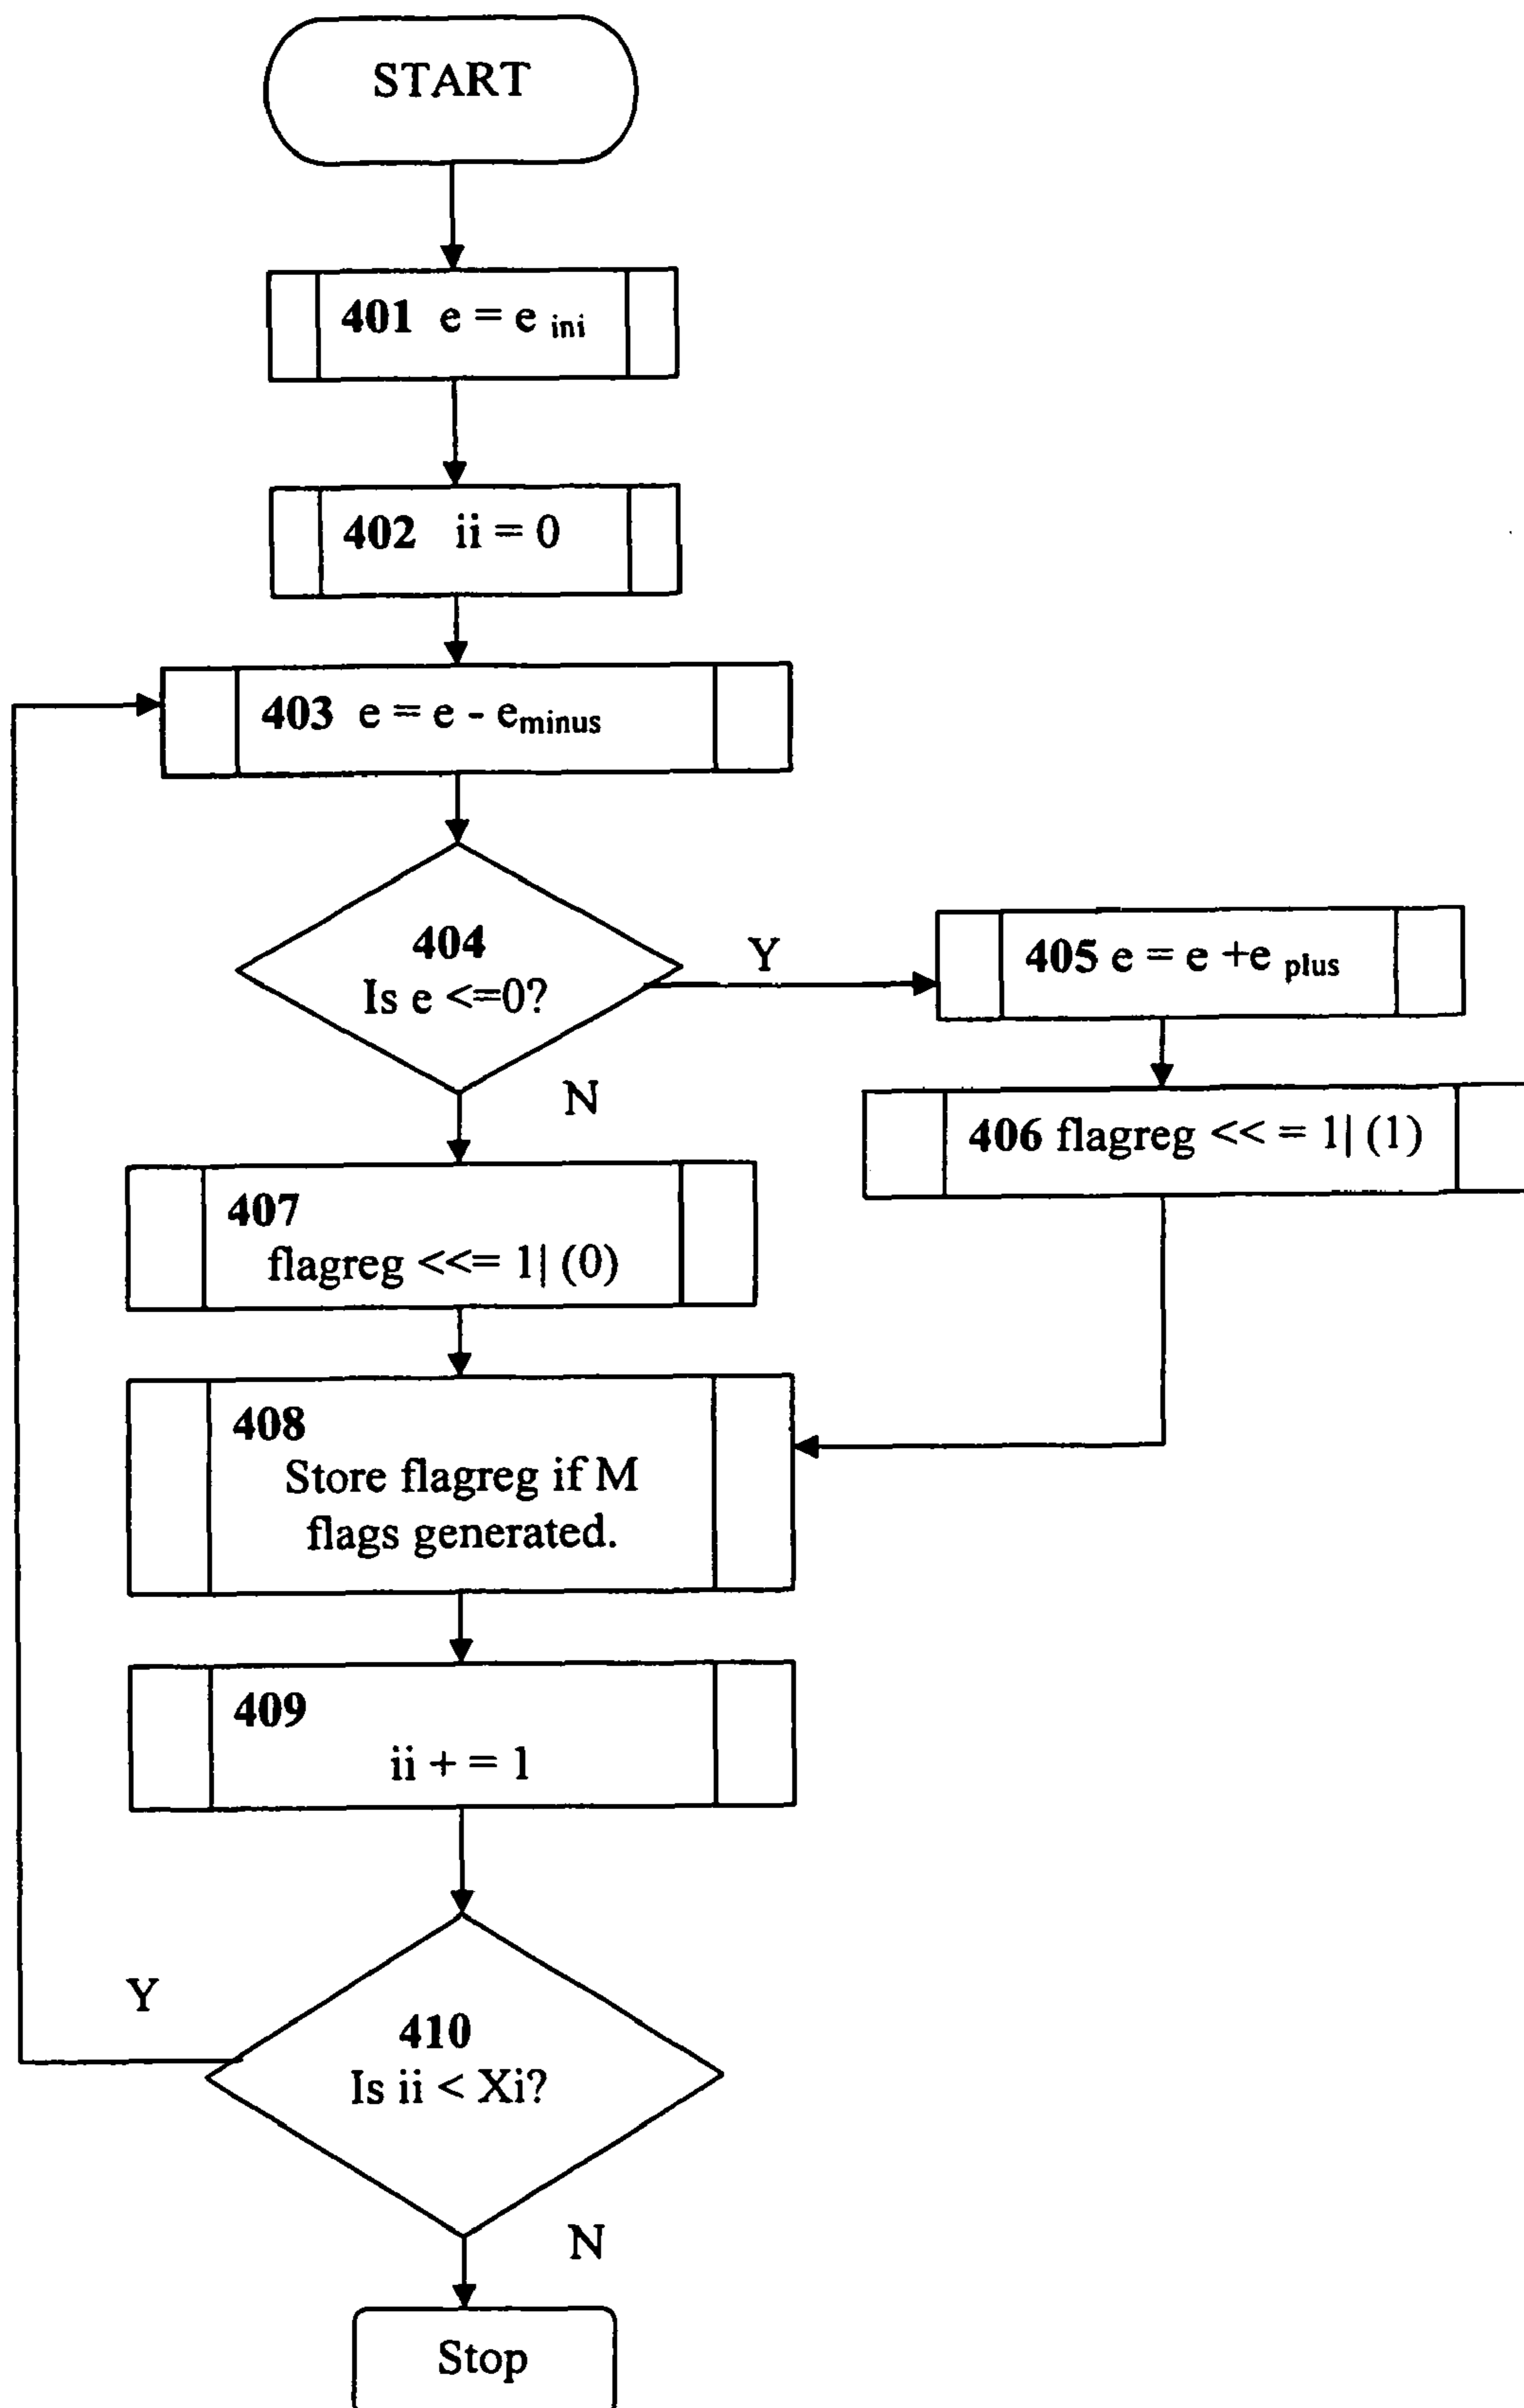 START
401 e = e ini
402 ii = 0
403 e = e - eminus
404
Is e <=0?
Y
405 e = e +e plus
N
406 flagreg << = 1| (1)
407
flagreg <<= 1| (0)
408
Store flagreg if M
flags generated.
409
ii + = 1
Y
410
Is ii < Xi?
N
Stop